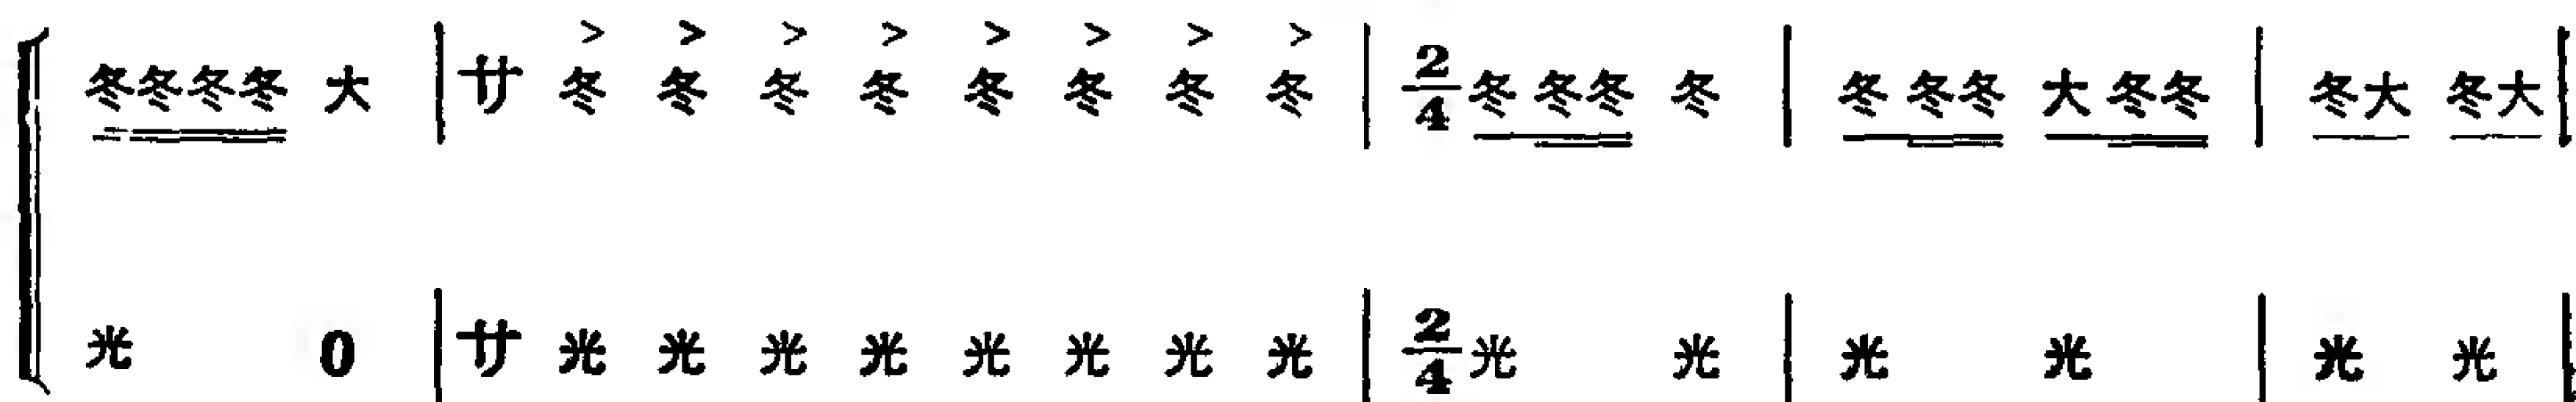 冬冬冬冬 大 | 廿 冬 冬 冬 冬 冬 冬 冬 冬 | 2/4 冬 冬冬 冬 | 冬 冬冬 大 冬冬 | 冬大 冬大 |
光 0 | 廿 光 光 光 光 光 光 光 光 | 2/4 光 光 | 光 光 | 光 光 |